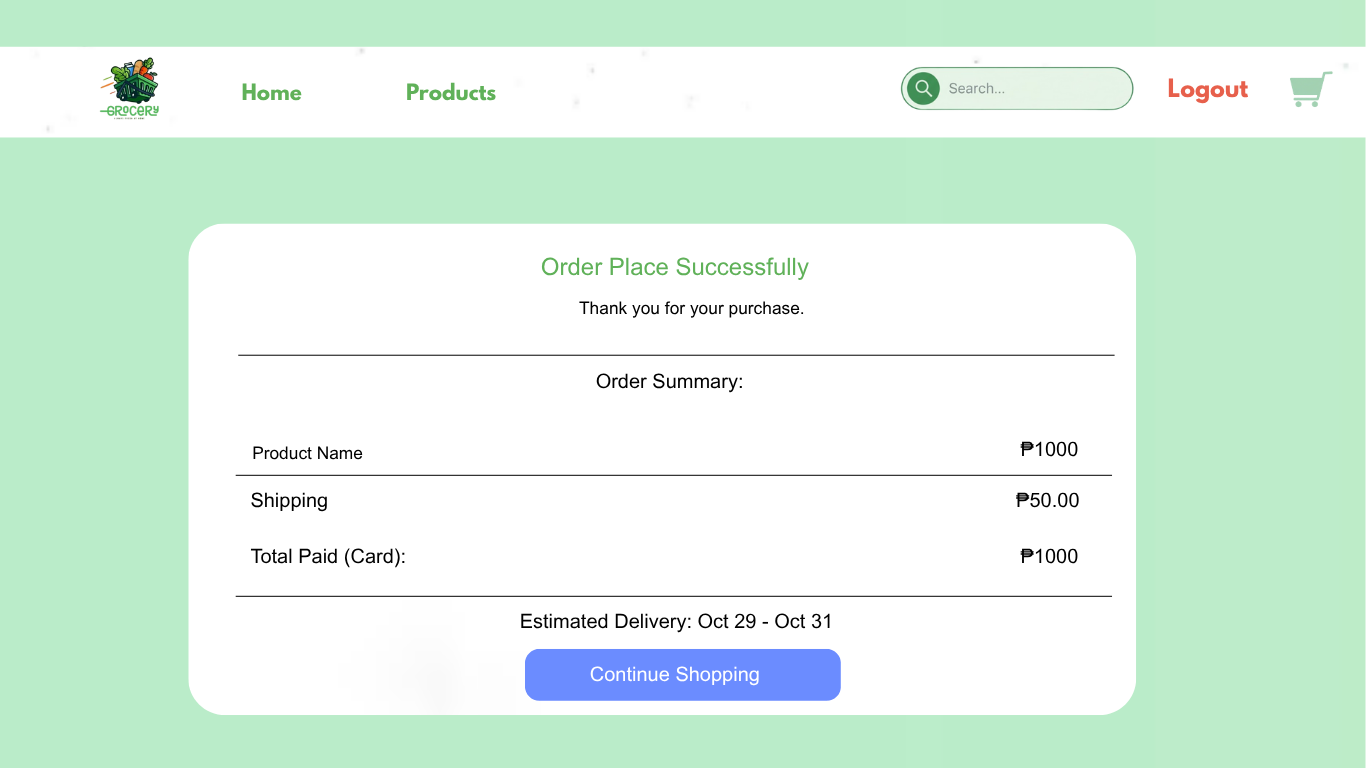 GROCERY
Home
Products
Search...
Logout
Order Place Successfully
Thank you for your purchase.
Order Summary:
Product Name
₱1000
Shipping
₱50.00
Total Paid (Card):
₱1000
Estimated Delivery: Oct 29 - Oct 31
Continue Shopping